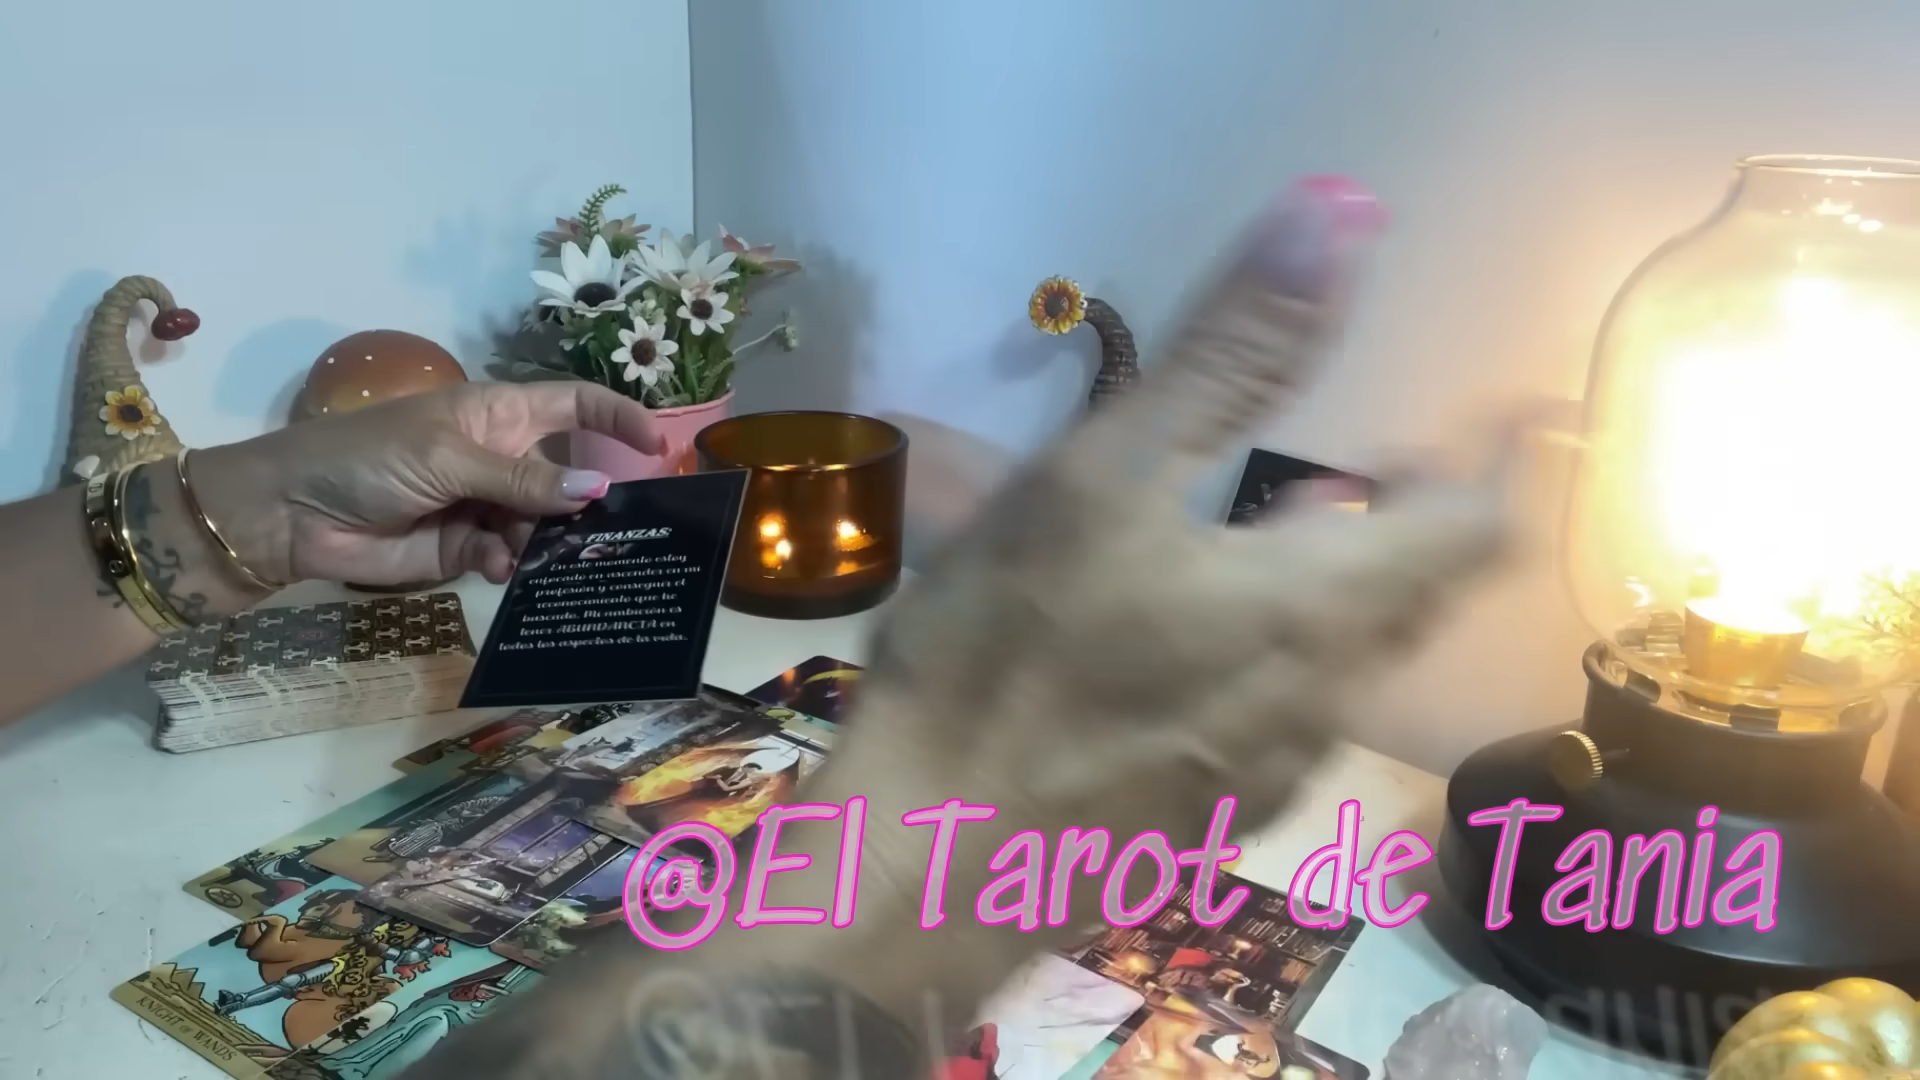 FINANZAS:
En este momento estoy
enfocado en ascender en mi
profesión y conseguir el
reconocimiento que he
buscado. Mi ambición es
tener ABUNDANCIA en
todos los aspectos de la vida.
@El Tarot de Tania
KNIGHT of WANDS